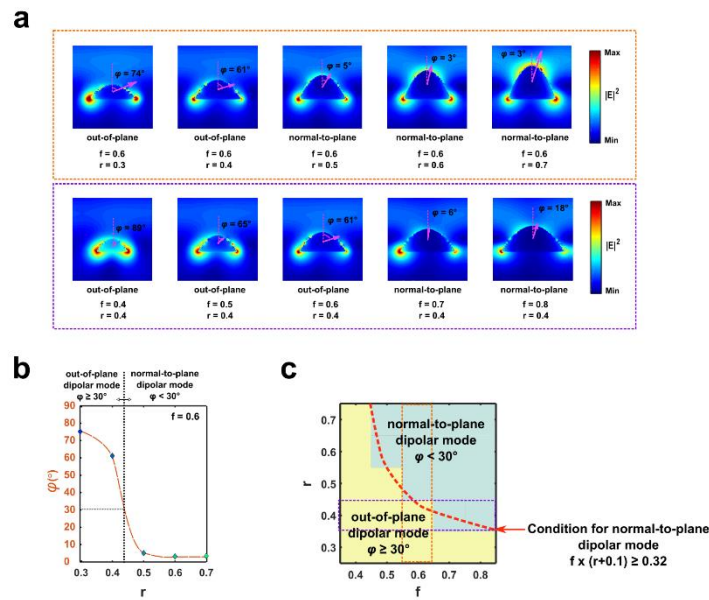 a
φ = 74° φ = 61° φ = 5° φ = 3° φ = 3°
Max
|E|²
Min
out-of-plane out-of-plane normal-to-plane normal-to-plane normal-to-plane
f = 0.6 f = 0.6 f = 0.6 f = 0.6 f = 0.6
r = 0.3 r = 0.4 r = 0.5 r = 0.6 r = 0.7
φ = 89° φ = 65° φ = 61° φ = 6° φ = 18°
Max
|E|²
Min
out-of-plane out-of-plane out-of-plane normal-to-plane normal-to-plane
f = 0.4 f = 0.5 f = 0.6 f = 0.7 f = 0.8
r = 0.4 r = 0.4 r = 0.4 r = 0.4 r = 0.4
b
out-of-plane normal-to-plane
dipolar mode dipolar mode
φ ≥ 30° φ < 30°
f = 0.6
90
80
70
60
50
40
30
20
10
0
φ(°)
0.3 0.4 0.5 0.6 0.7
r
c
0.7
0.6
0.5
0.4
0.3
r
normal-to-plane
dipolar mode
φ < 30°
out-of-plane
dipolar mode
φ ≥ 30°
0.4 0.5 0.6 0.7 0.8
f
Condition for normal-to-plane
dipolar mode
f x (r+0.1) ≥ 0.32